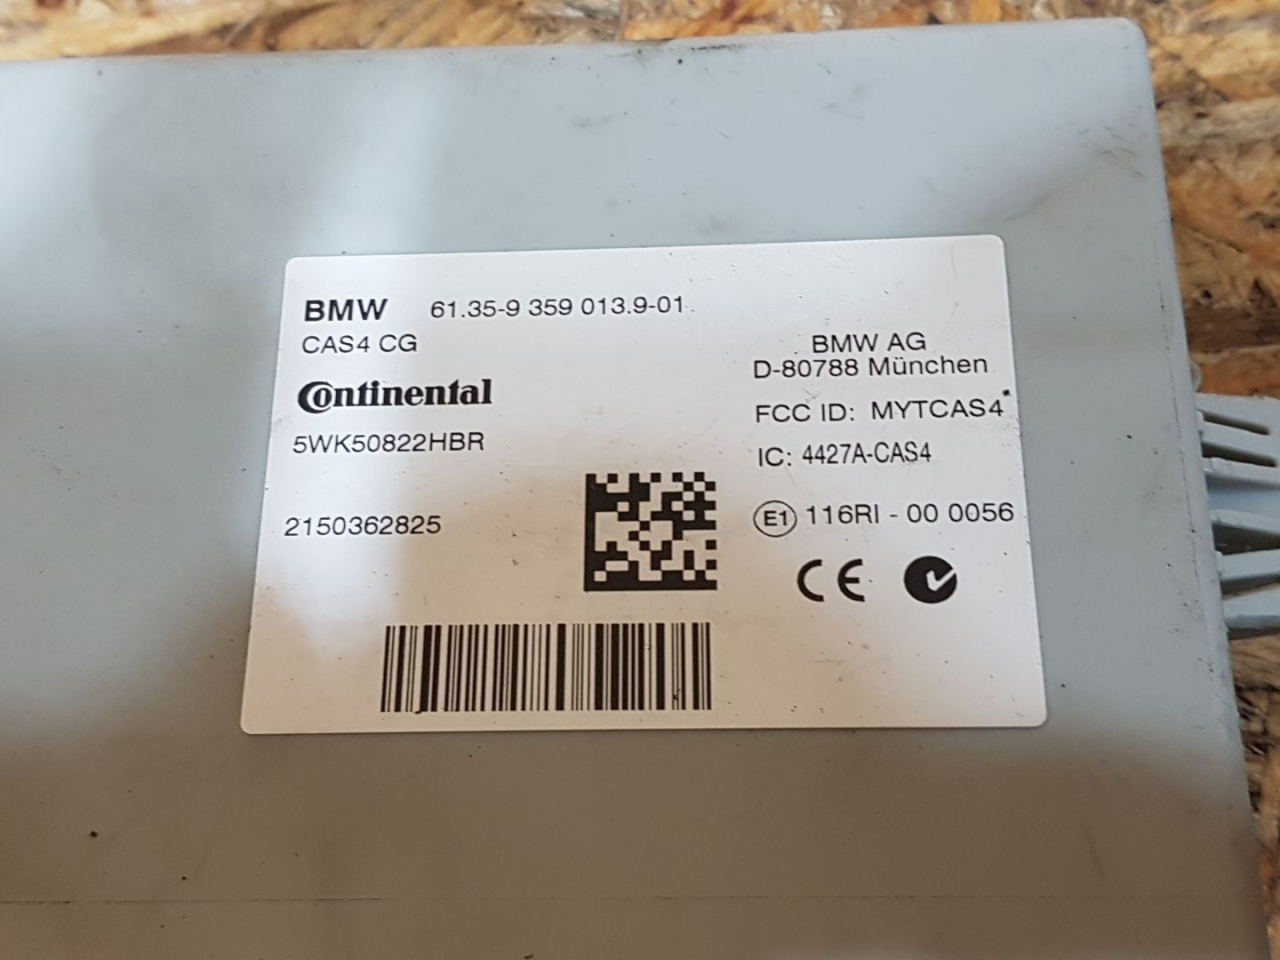 BMW 61.35-9 359 013.9-01
CAS4 CG
Continental
5WK50822HBR
2150362825
BMW AG
D-80788 München
FCC ID: MYTCAS4
IC: 4427A-CAS4
E1 116RI - 00 0056
CE